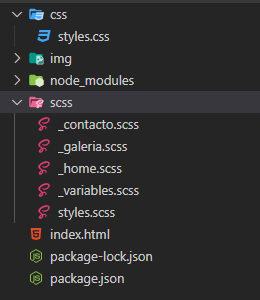 css
styles.css
img
node_modules
scss
_contacto.scss
_galeria.scss
_home.scss
_variables.scss
styles.scss
index.html
package-lock.json
package.json